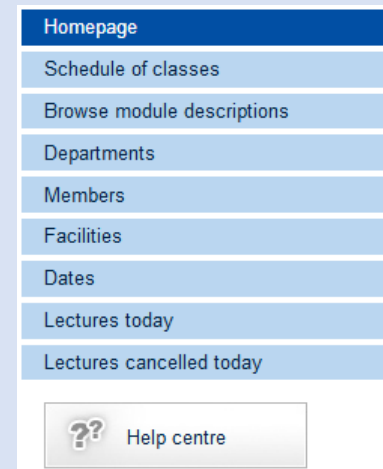 Homepage
Schedule of classes
Browse module descriptions
Departments
Members
Facilities
Dates
Lectures today
Lectures cancelled today
?? Help centre